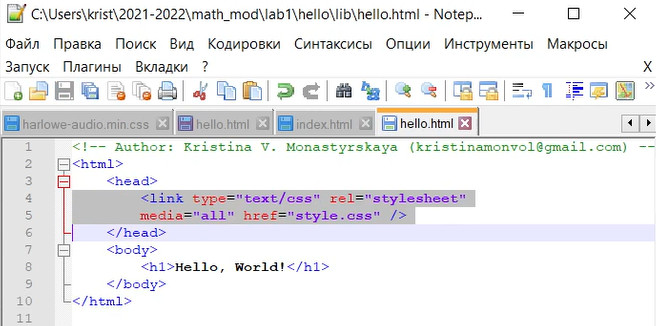 C:\Users\krist\2021-2022\math_mod\lab1\hello\lib\hello.html - Notep...
Файл Правка Поиск Вид Кодировки Синтаксисы Опции Инструменты Макросы
Запуск Плагины Вкладки ?
harlowe-audio.min.css hello.html index.html hello.html
1 <!-- Author: Kristina V. Monastyrskaya (kristinamonvol@gmail.com) --
2 <html>
3 <head>
4 <link type="text/css" rel="stylesheet"
5 media="all" href="style.css" />
6 </head>
7 <body>
8 <h1>Hello, World!</h1>
9 </body>
10 </html>
11